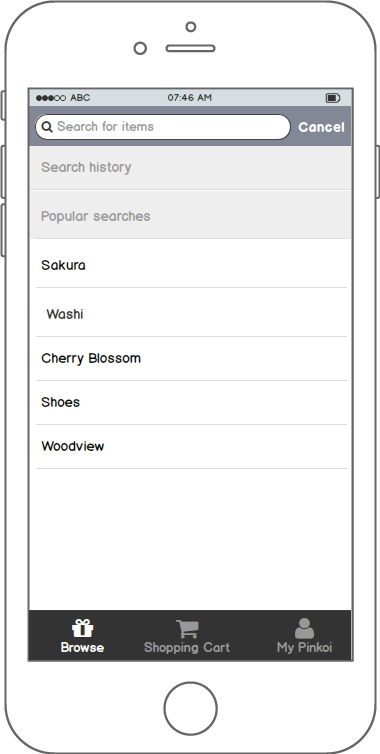 ABC 07:46 AM
Search for items Cancel
Search history
Popular searches
Sakura
Washi
Cherry Blossom
Shoes
Woodview
Browse Shopping Cart My Pinkoi